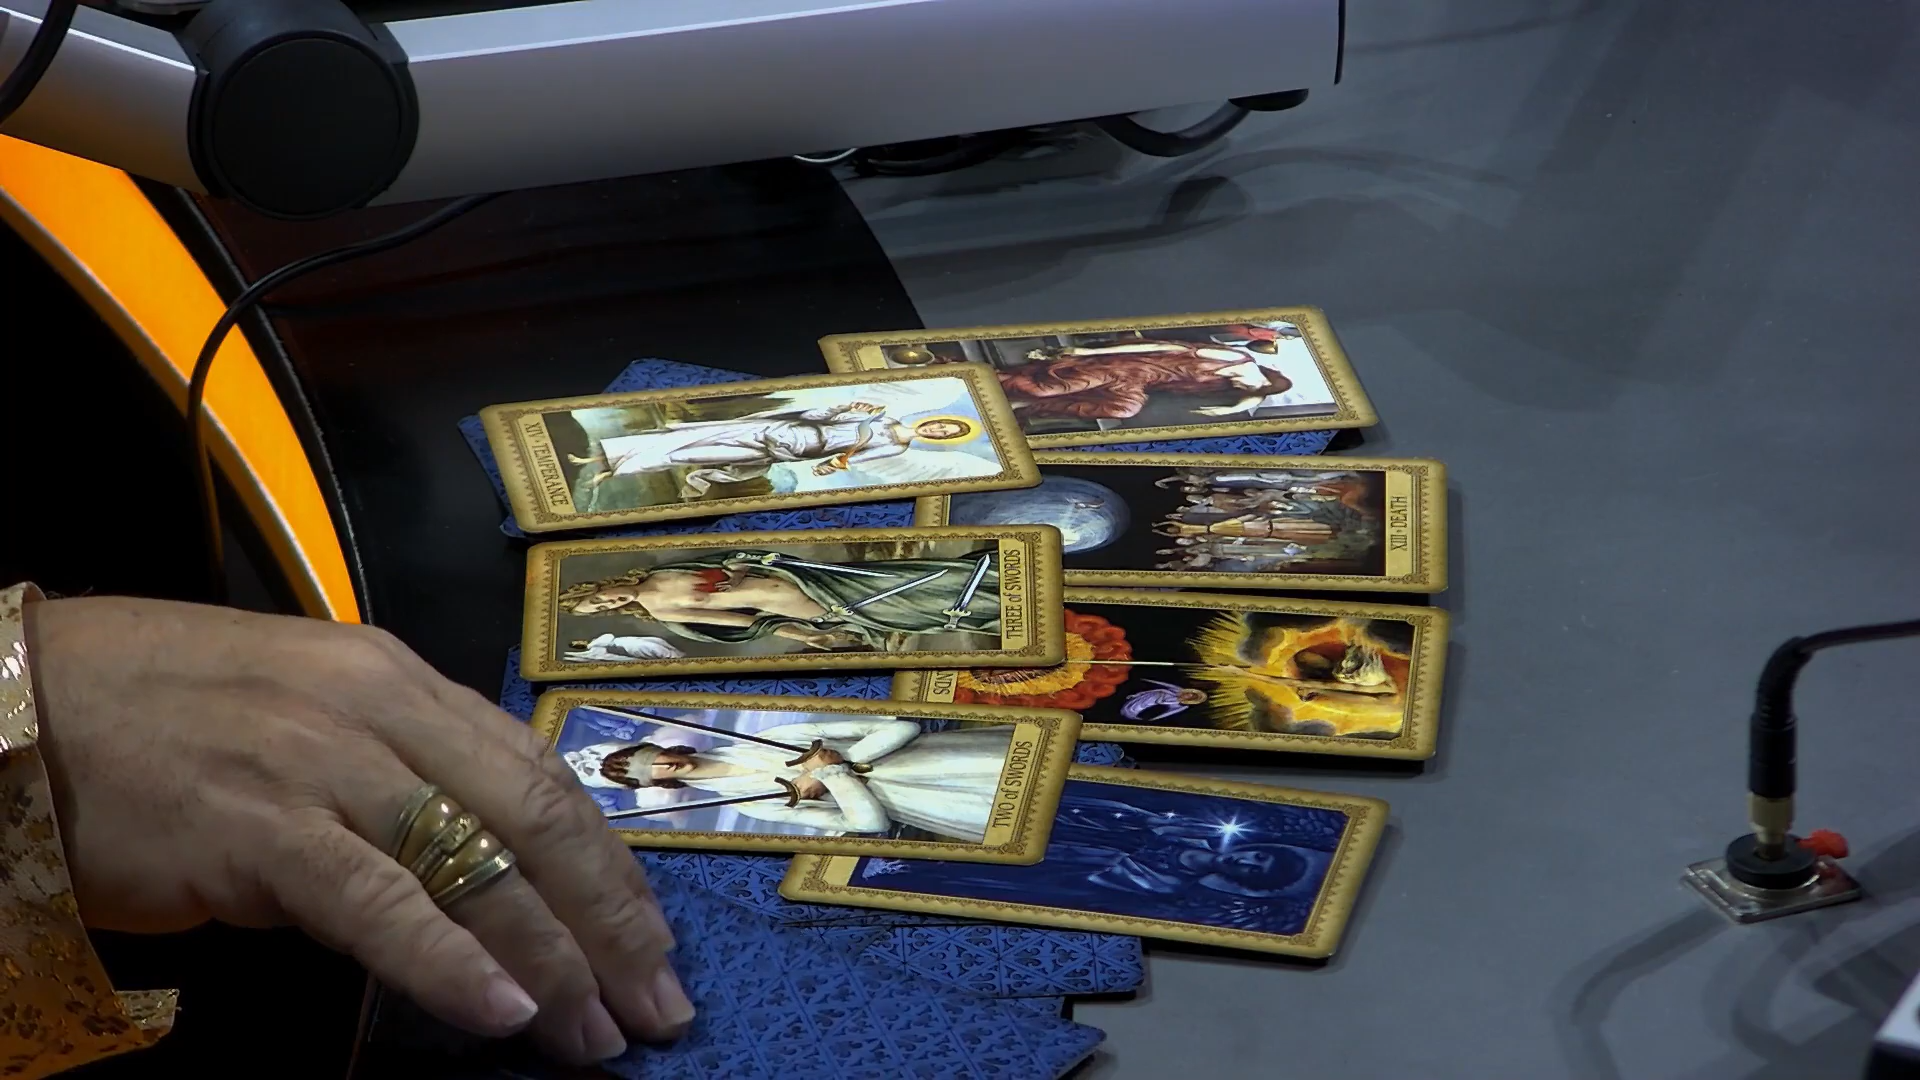 XIV - TEMPERANCE
XIII - DEATH
THREE of SWORDS
TWO of SWORDS